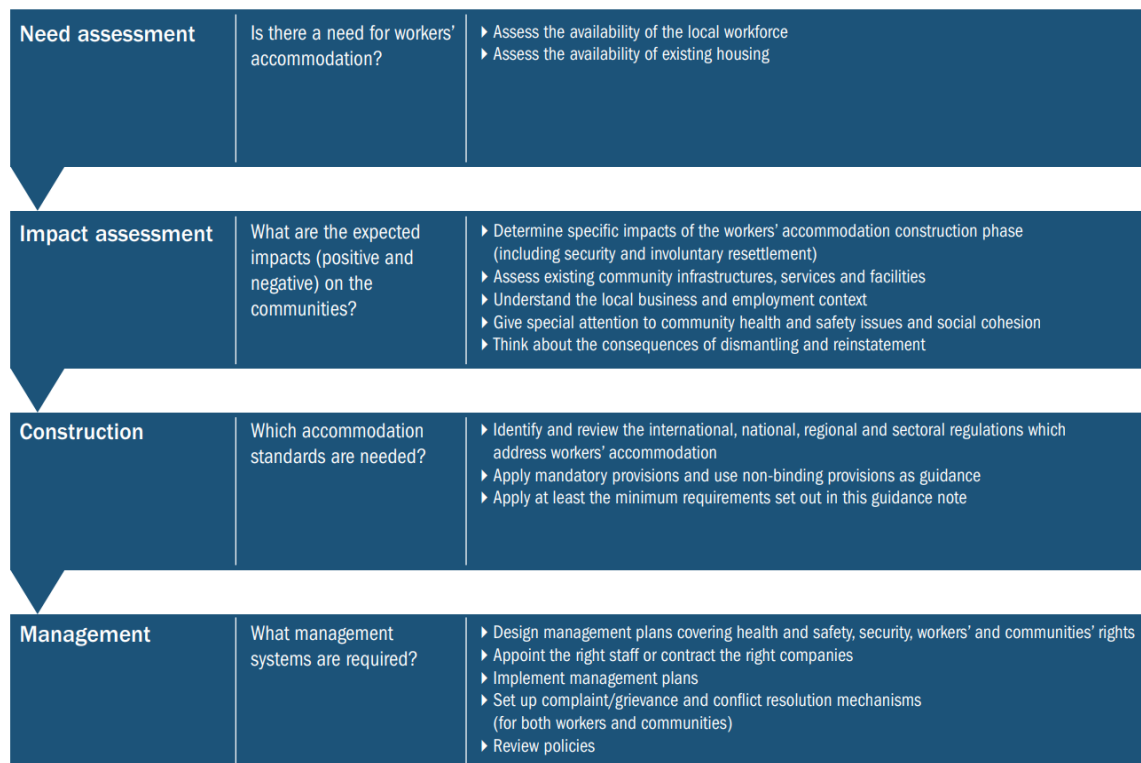 Need assessment
Is there a need for workers'
accommodation?
Assess the availability of the local workforce
Assess the availability of existing housing
Impact assessment
What are the expected
impacts (positive and
negative) on the
communities?
Determine specific impacts of the workers' accommodation construction phase
(including security and involuntary resettlement)
Assess existing community infrastructures, services and facilities
Understand the local business and employment context
Give special attention to community health and safety issues and social cohesion
Think about the consequences of dismantling and reinstatement
Construction
Which accommodation
standards are needed?
Identify and review the international, national, regional and sectoral regulations which
address workers' accommodation
Apply mandatory provisions and use non-binding provisions as guidance
Apply at least the minimum requirements set out in this guidance note
Management
What management
systems are required?
Design management plans covering health and safety, security, workers' and communities' rights
Appoint the right staff or contract the right companies
Implement management plans
Set up complaint/grievance and conflict resolution mechanisms
(for both workers and communities)
Review policies